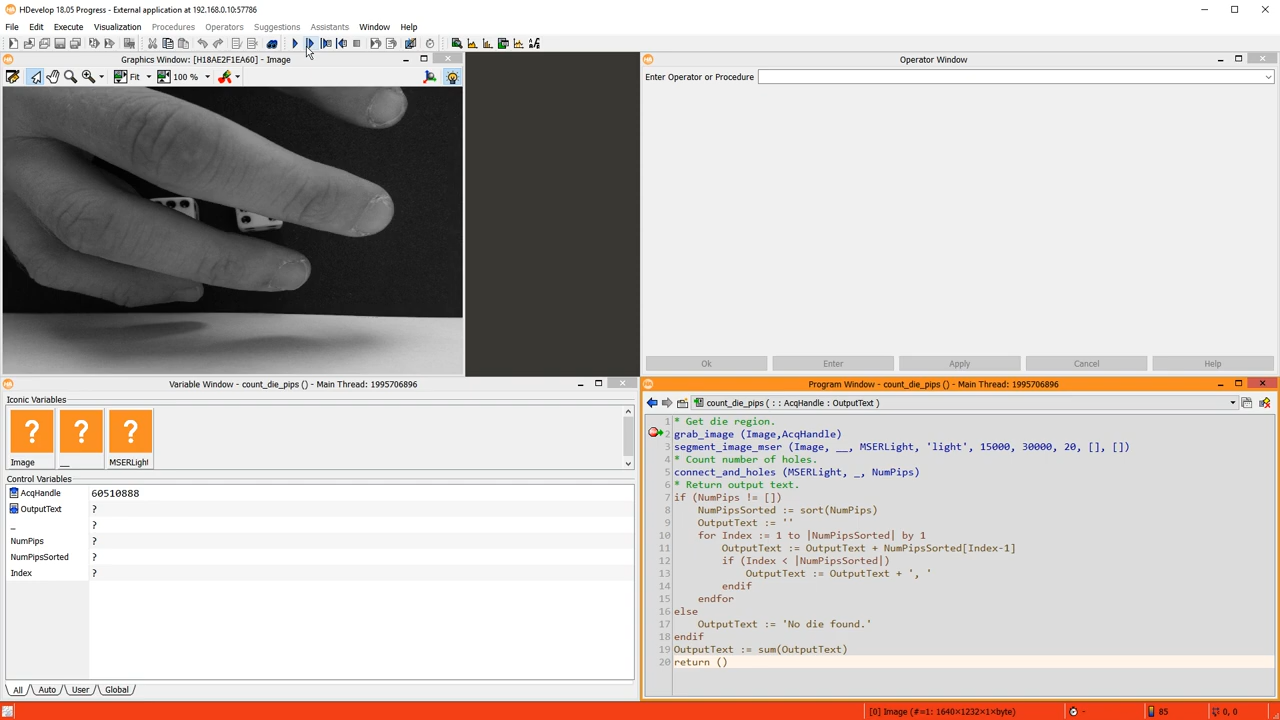 HDevelop 18.05 Progress - External application at 192.168.0.10:57786
File Edit Execute Visualization Procedures Operators Suggestions Assistants Window Help
Graphics Window: [H18AE2F1EA60] - Image
Fit 100 %
Operator Window
Enter Operator or Procedure
Ok Enter Apply Cancel Help
Variable Window - count_die_pips () - Main Thread: 1995706896
Iconic Variables
? ? ?
Image __ MSERLight
Control Variables
AcqHandle 60510888
OutputText ?
_ ?
NumPips ?
NumPipsSorted ?
Index ?
All Auto User Global
Program Window - count_die_pips () - Main Thread: 1995706896
count_die_pips ( : : AcqHandle : OutputText )
1 * Get die region.
2 grab_image (Image,AcqHandle)
3 segment_image_mser (Image, __, MSERLight, 'light', 15000, 30000, 20, [], [])
4 * Count number of holes.
5 connect_and_holes (MSERLight, _, NumPips)
6 * Return output text.
7 if (NumPips != [])
8 NumPipsSorted := sort(NumPips)
9 OutputText := ''
10 for Index := 1 to |NumPipsSorted| by 1
11 OutputText := OutputText + NumPipsSorted[Index-1]
12 if (Index < |NumPipsSorted|)
13 OutputText := OutputText + ', '
14 endif
15 endfor
16 else
17 OutputText := 'No die found.'
18 endif
19 OutputText := sum(OutputText)
20 return ()
[0] Image (#=1: 1640×1232×1×byte) - 85 0, 0